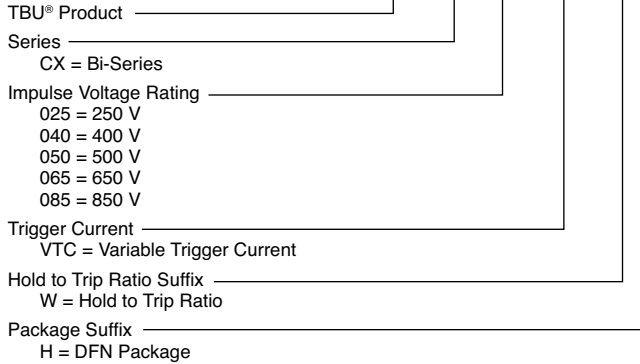 TBU® Product
Series
CX = Bi-Series
Impulse Voltage Rating
025 = 250 V
040 = 400 V
050 = 500 V
065 = 650 V
085 = 850 V
Trigger Current
VTC = Variable Trigger Current
Hold to Trip Ratio Suffix
W = Hold to Trip Ratio
Package Suffix
H = DFN Package